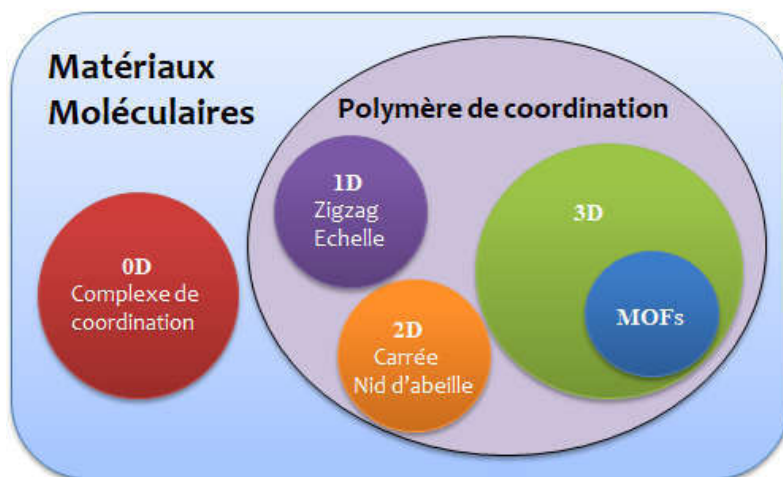 Matériaux
Moléculaires
Polymère de coordination
1D
Zigzag
Echelle
3D
0D
Complexe de
coordination
MOFs
2D
Carrée
Nid d'abeille